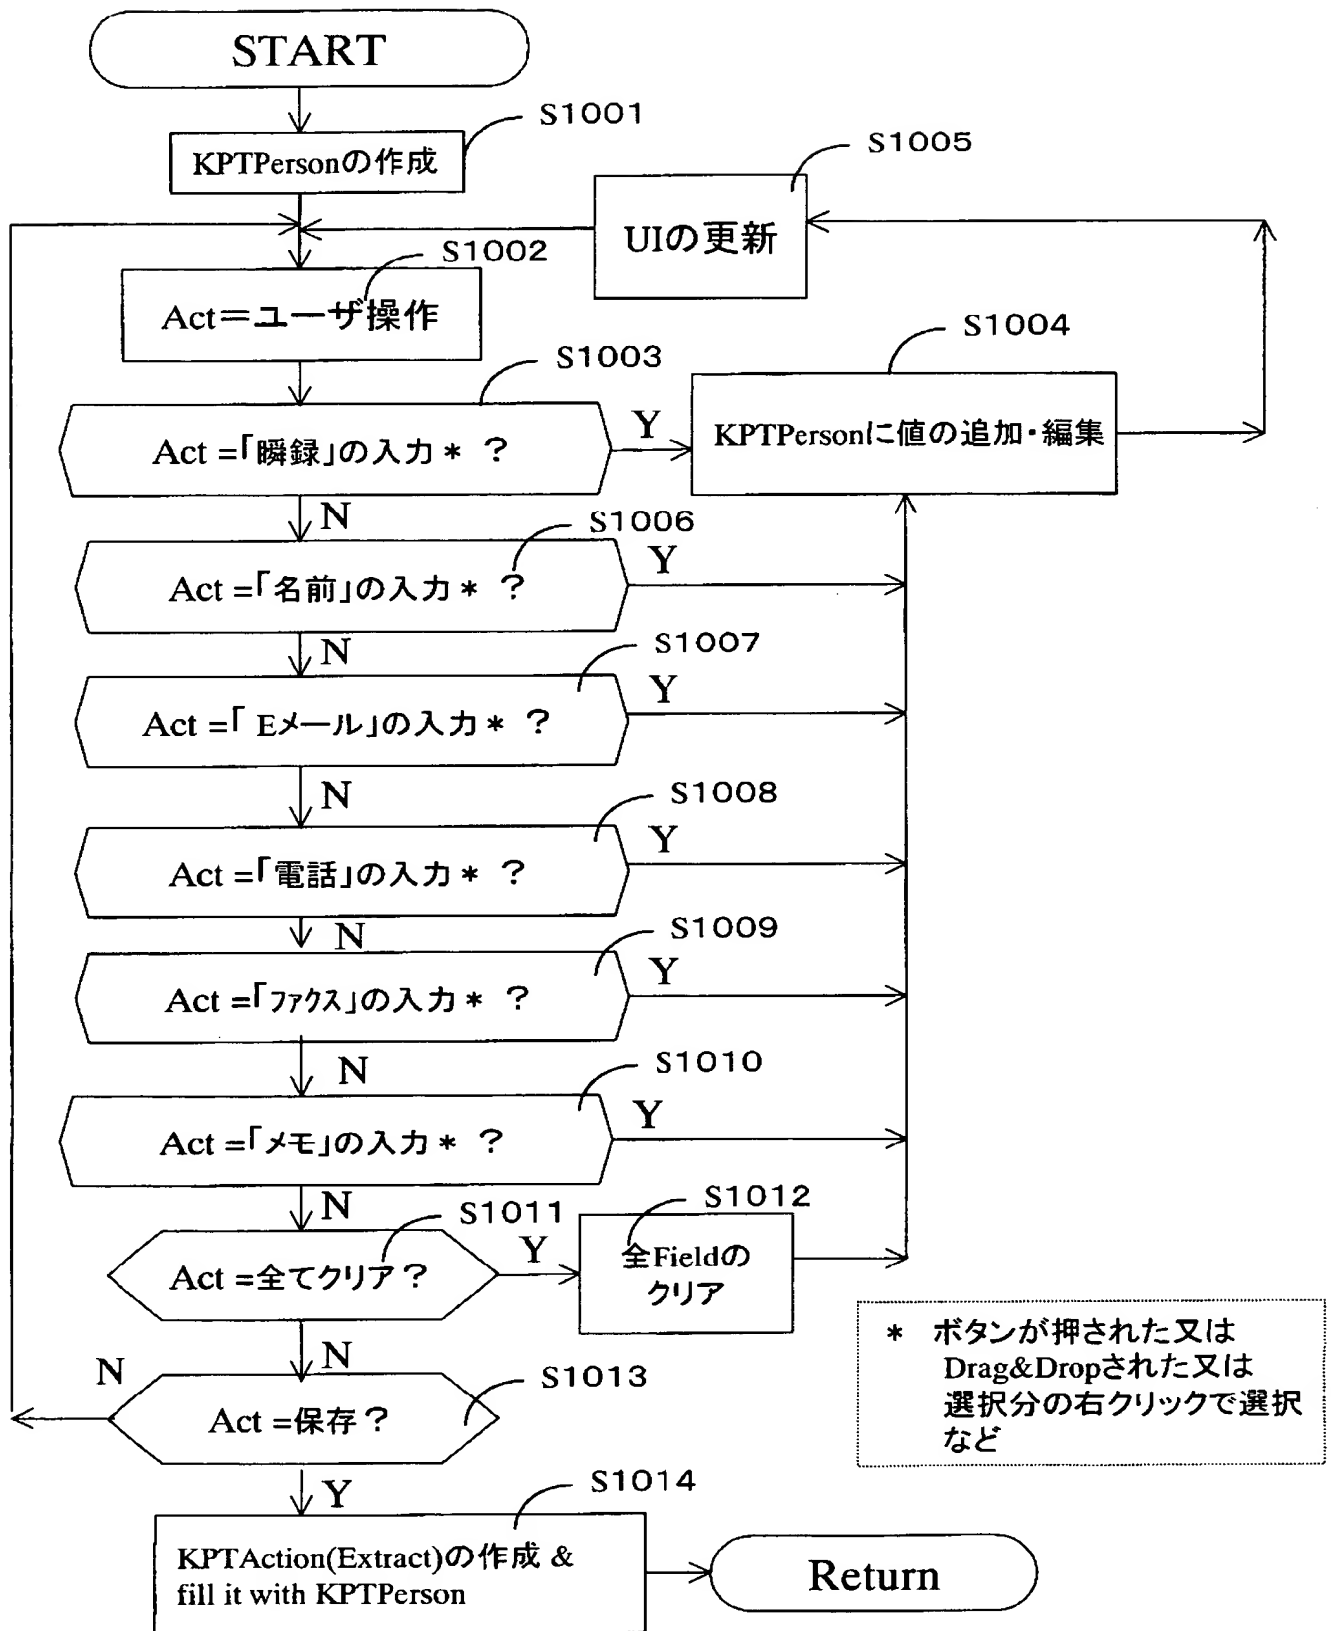 START
S1001
KPTPersonの作成
S1005
UIの更新
S1002
Act=ユーザ操作
S1004
KPTPersonに値の追加・編集
S1003
Act =「瞬録」の入力* ?
Y
N
S1006
Act =「名前」の入力* ?
Y
N
S1007
Act =「Eメール」の入力* ?
Y
N
S1008
Act =「電話」の入力* ?
Y
N
S1009
Act =「ファクス」の入力* ?
Y
N
S1010
Act =「メモ」の入力* ?
Y
N
S1011
Act =全てクリア?
Y
S1012
全Fieldの
クリア
N
S1013
Act =保存?
N
Y
* ボタンが押された又は
Drag&Dropされた又は
選択分の右クリックで選択
など
S1014
KPTAction(Extract)の作成 &
fill it with KPTPerson
Return